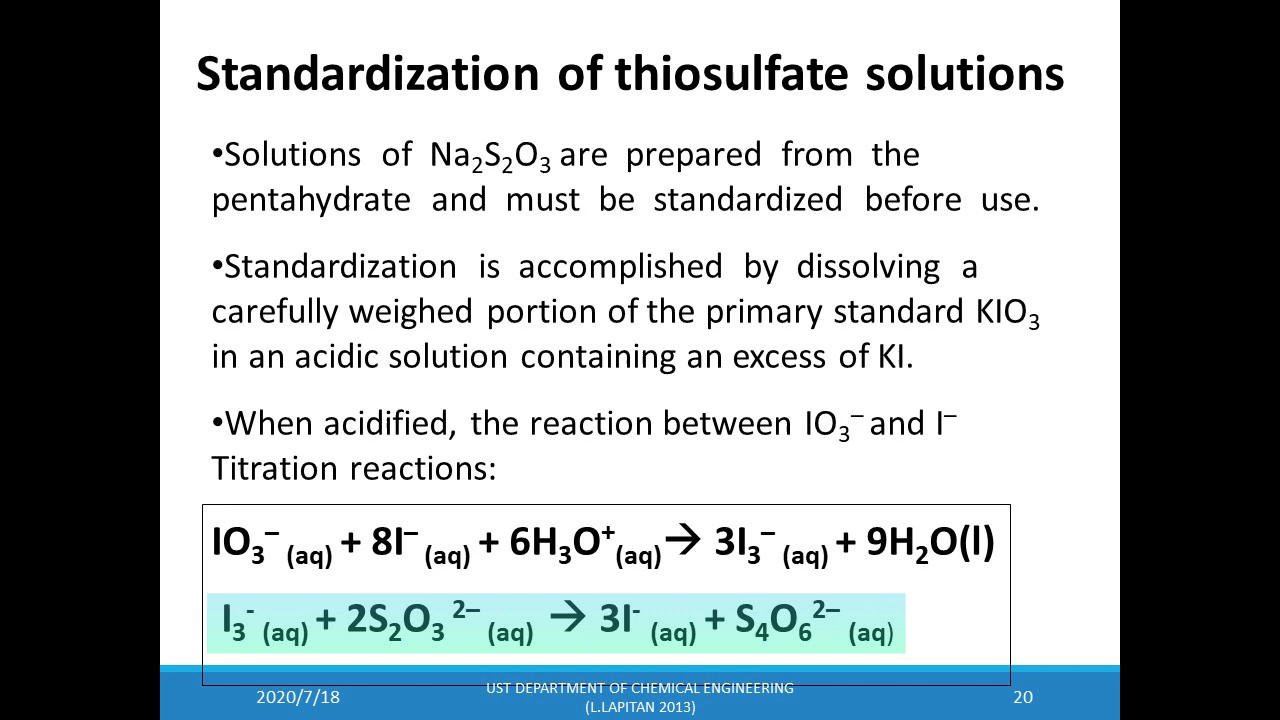 Standardization of thiosulfate solutions
•Solutions of Na₂S₂O₃ are prepared from the
pentahydrate and must be standardized before use.
•Standardization is accomplished by dissolving a
carefully weighed portion of the primary standard KIO₃
in an acidic solution containing an excess of KI.
•When acidified, the reaction between IO₃⁻ and I⁻
Titration reactions:
IO₃⁻ (aq) + 8I⁻ (aq) + 6H₃O⁺(aq)→ 3I₃⁻ (aq) + 9H₂O(l)
I₃⁻ (aq) + 2S₂O₃ ²⁻ (aq) → 3I⁻ (aq) + S₄O₆²⁻ (aq)
2020/7/18
UST DEPARTMENT OF CHEMICAL ENGINEERING
(L.LAPITAN 2013)
20